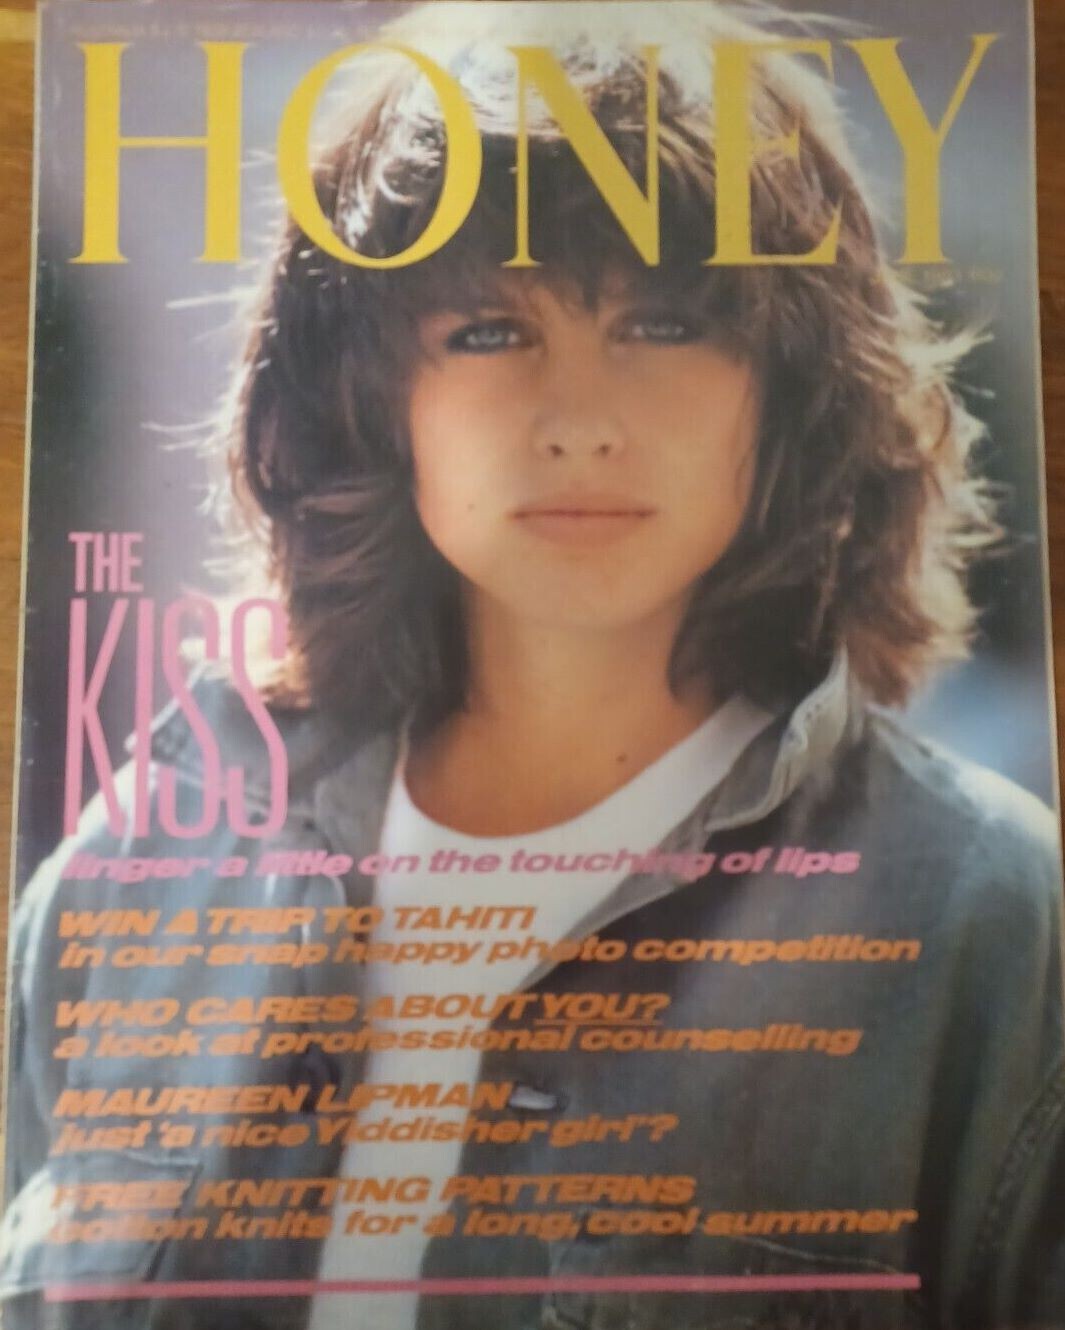 HONEY
THE
KISS
linger a little on the touching of lips
WIN A TRIP TO TAHITI
in our snap happy photo competition
WHO CARES ABOUT YOU?
a look at professional counselling
MAUREEN LIPMAN
just 'a nice Yiddisher girl'?
FREE KNITTING PATTERNS
cotton knits for a long, cool summer